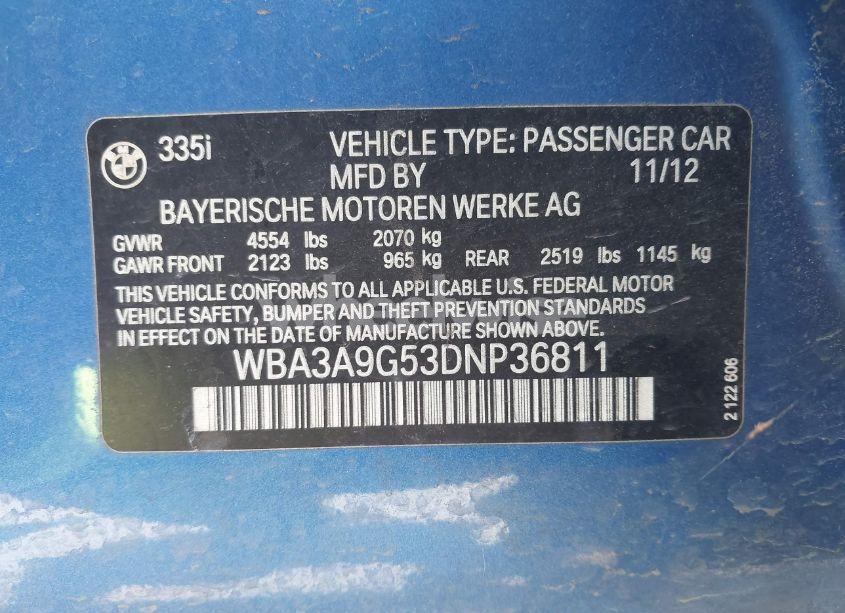 335i VEHICLE TYPE: PASSENGER CAR
MFD BY 11/12
BAYERISCHE MOTOREN WERKE AG
GVWR 4554 lbs 2070 kg
GAWR FRONT 2123 lbs 965 kg REAR 2519 lbs 1145 kg
THIS VEHICLE CONFORMS TO ALL APPLICABLE U.S. FEDERAL MOTOR
VEHICLE SAFETY, BUMPER AND THEFT PREVENTION STANDARDS
IN EFFECT ON THE DATE OF MANUFACTURE SHOWN ABOVE.
WBA3A9G53DNP36811
2 122 606